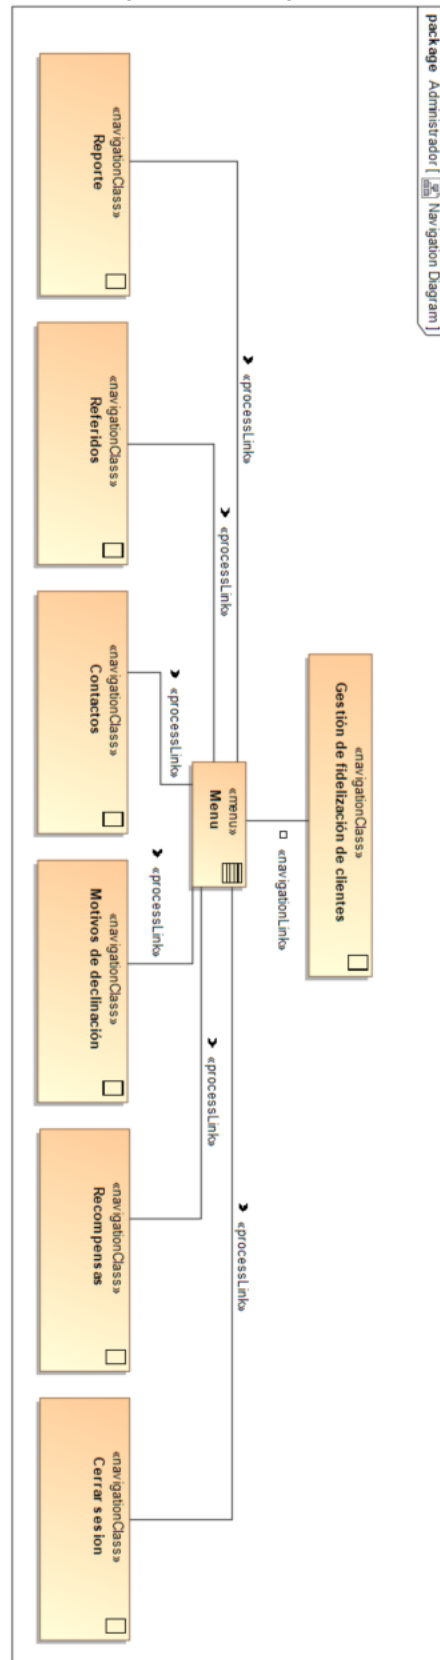 package Administrador [ Navigation Diagram ]
«navigationClass»
Gestión de fidelización de clientes
«navigationLink»
«menu»
Menu
«processLink»
«processLink»
«processLink»
«processLink»
«processLink»
«processLink»
«navigationClass»
Reporte
«navigationClass»
Referidos
«navigationClass»
Contactos
«navigationClass»
Motivos de declinación
«navigationClass»
Recompensas
«navigationClass»
Cerrar sesion